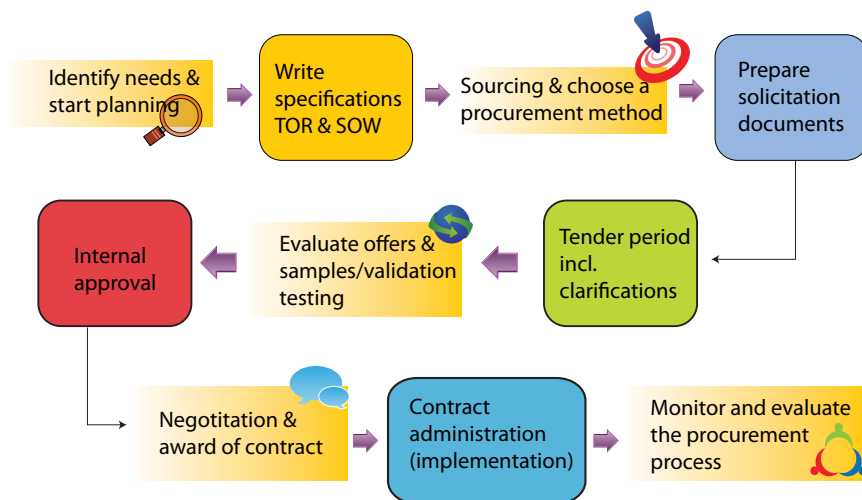 Identify needs &
start planning
Write
specifications
TOR & SOW
Sourcing & choose a
procurement method
Prepare
solicitation
documents
Tender period
incl.
clarifications
Evaluate offers &
samples/validation
testing
Internal
approval
Negotitation &
award of contract
Contract
administration
(implementation)
Monitor and evaluate
the procurement
process